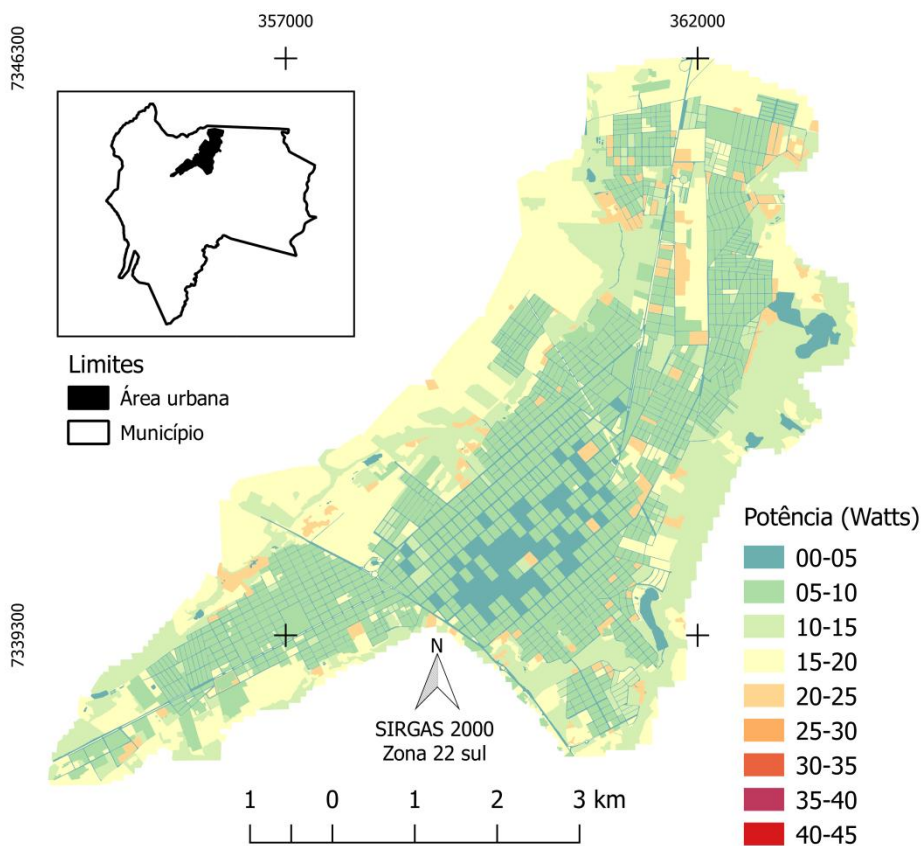 357000
362000
7346300
Limites
Área urbana
Município
Potência (Watts)
00-05
05-10
10-15
15-20
20-25
25-30
30-35
35-40
40-45
7339300
N
SIRGAS 2000
Zona 22 sul
1 0 1 2 3 km